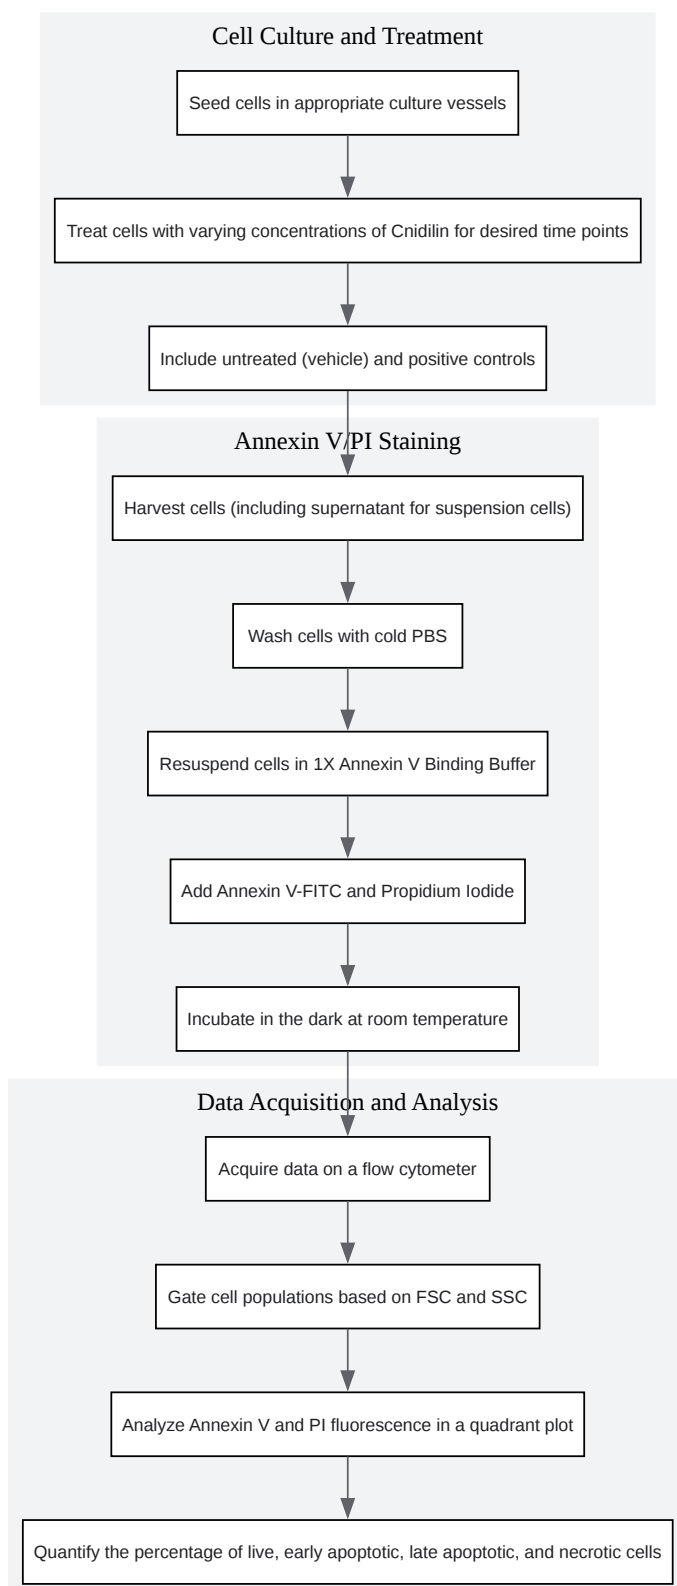 Cell Culture and Treatment
Seed cells in appropriate culture vessels
Treat cells with varying concentrations of Cnidilin for desired time points
Include untreated (vehicle) and positive controls
Annexin V/PI Staining
Harvest cells (including supernatant for suspension cells)
Wash cells with cold PBS
Resuspend cells in 1X Annexin V Binding Buffer
Add Annexin V-FITC and Propidium Iodide
Incubate in the dark at room temperature
Data Acquisition and Analysis
Acquire data on a flow cytometer
Gate cell populations based on FSC and SSC
Analyze Annexin V and PI fluorescence in a quadrant plot
Quantify the percentage of live, early apoptotic, late apoptotic, and necrotic cells